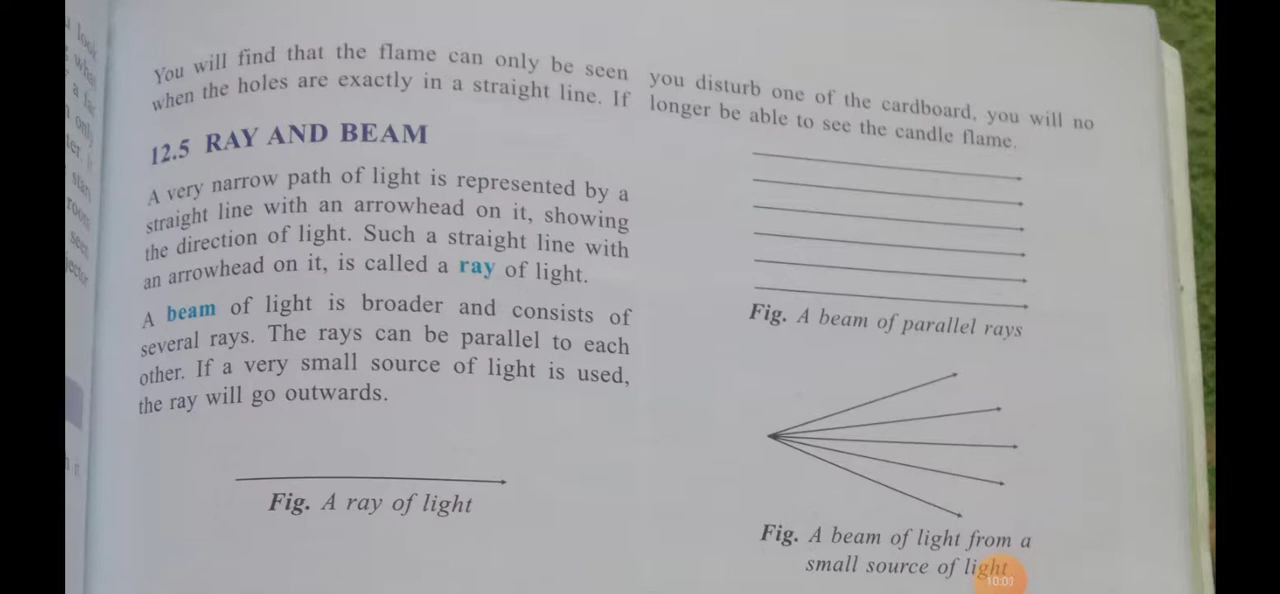 You will find that the flame can only be seen
when the holes are exactly in a straight line. If
12.5 RAY AND BEAM
A very narrow path of light is represented by a
straight line with an arrowhead on it, showing
the direction of light. Such a straight line with
an arrowhead on it, is called a ray of light.
A beam of light is broader and consists of
several rays. The rays can be parallel to each
other. If a very small source of light is used,
the ray will go outwards.
Fig. A ray of light
you disturb one of the cardboard, you will no
longer be able to see the candle flame.
Fig. A beam of parallel rays
Fig. A beam of light from a
small source of light